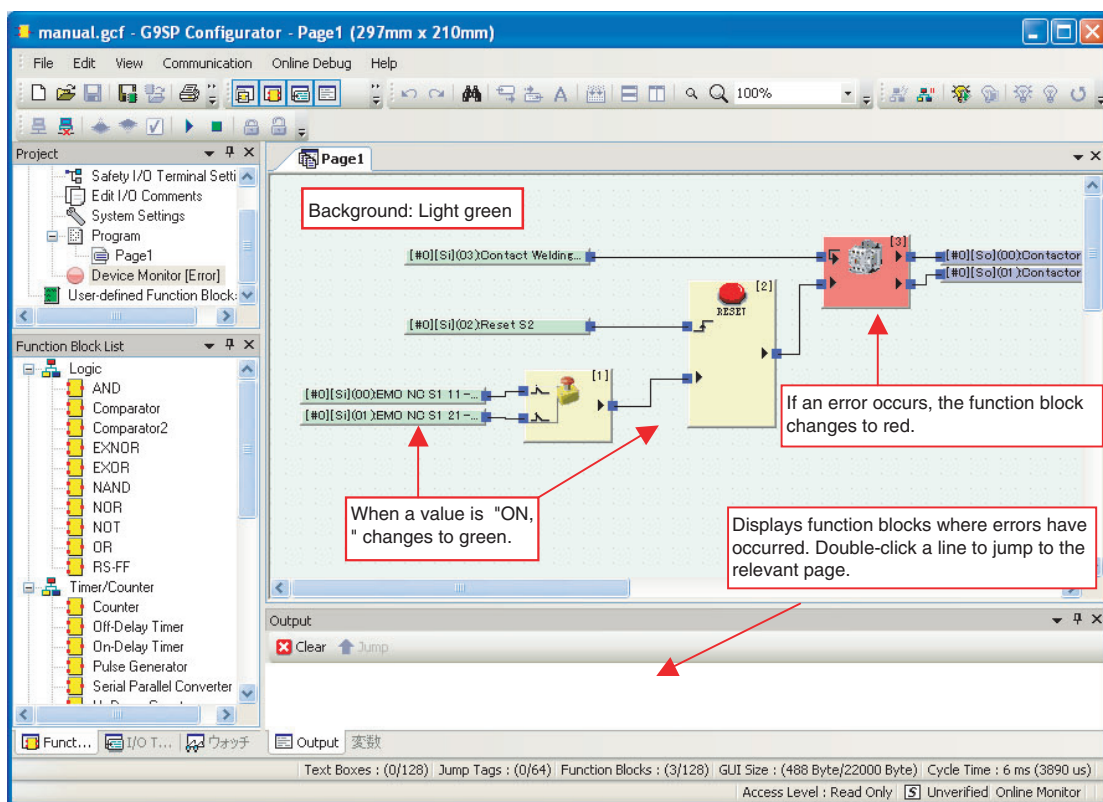 manual.gcf - G9SP Configurator - Page1 (297mm x 210mm)
File Edit View Communication Online Debug Help
100%
Project
Safety I/O Terminal Setti
Edit I/O Comments
System Settings
Program
Page1
Device Monitor [Error]
User-defined Function Block
Function Block List
Logic
AND
Comparator
Comparator2
EXNOR
EXOR
NAND
NOR
NOT
OR
RS-FF
Timer/Counter
Counter
Off-Delay Timer
On-Delay Timer
Pulse Generator
Serial Parallel Converter
Funct... I/O T... ウォッチ
Page1
Background: Light green
[#0][Si](03):Contact Welding...
[3]
[#0][So](00):Contactor
[#0][So](01):Contactor
[2]
RESET
[#0][Si](02):Reset S2
[1]
[#0][Si](00):EMO NC S1 11-...
[#0][Si](01):EMO NC S1 21-...
If an error occurs, the function block
changes to red.
When a value is "ON,
" changes to green.
Displays function blocks where errors have
occurred. Double-click a line to jump to the
relevant page.
Output
Clear Jump
Output 変数
Text Boxes : (0/128) Jump Tags : (0/64) Function Blocks : (3/128) GUI Size : (488 Byte/22000 Byte) Cycle Time : 6 ms (3890 us)
Access Level : Read Only S Unverified Online Monitor